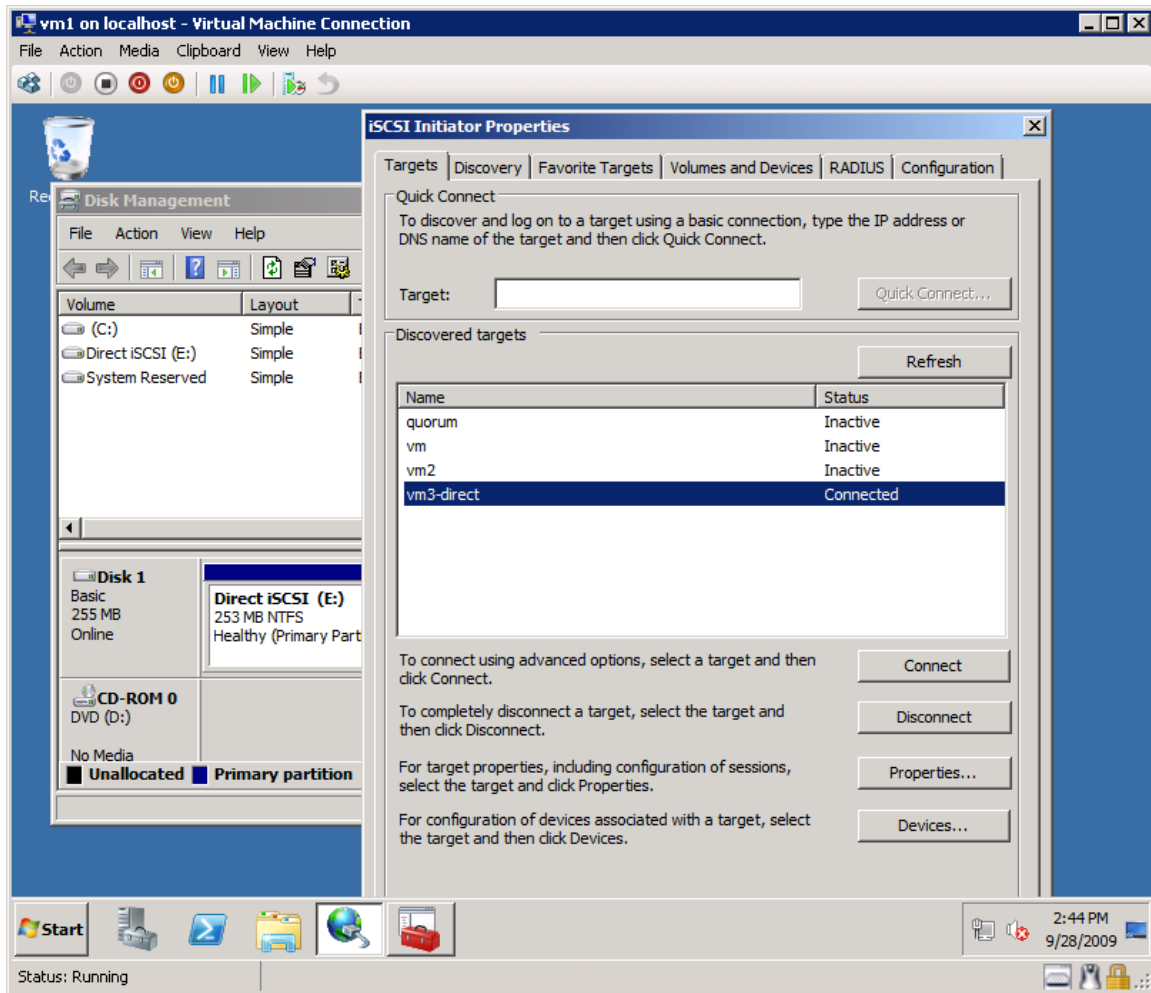 vm1 on localhost - Virtual Machine Connection
File Action Media Clipboard View Help
iSCSI Initiator Properties
Targets Discovery Favorite Targets Volumes and Devices RADIUS Configuration
Quick Connect
To discover and log on to a target using a basic connection, type the IP address or
DNS name of the target and then click Quick Connect.
Target:
Quick Connect...
Discovered targets
Refresh
Name Status
quorum Inactive
vm Inactive
vm2 Inactive
vm3-direct Connected
To connect using advanced options, select a target and then
click Connect.
Connect
To completely disconnect a target, select the target and
then click Disconnect.
Disconnect
For target properties, including configuration of sessions,
select the target and click Properties.
Properties...
For configuration of devices associated with a target, select
the target and then click Devices.
Devices...
Disk Management
File Action View Help
Volume Layout
(C:) Simple
Direct iSCSI (E:) Simple
System Reserved Simple
Disk 1
Basic
255 MB
Online
Direct iSCSI (E:)
253 MB NTFS
Healthy (Primary Part
CD-ROM 0
DVD (D:)
No Media
Unallocated Primary partition
Start
2:44 PM
9/28/2009
Status: Running